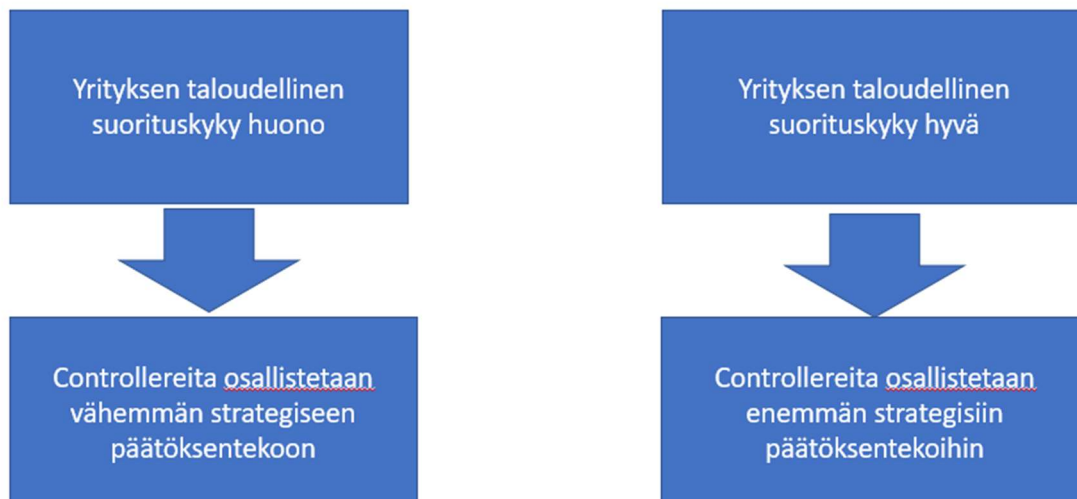 Yrityksen taloudellinen
suorituskyky huono
Yrityksen taloudellinen
suorituskyky hyvä
Controllereita osallistetaan
vähemmän strategiseen
päätöksentekoon
Controllereita osallistetaan
enemmän strategisiin
päätöksentekoihin